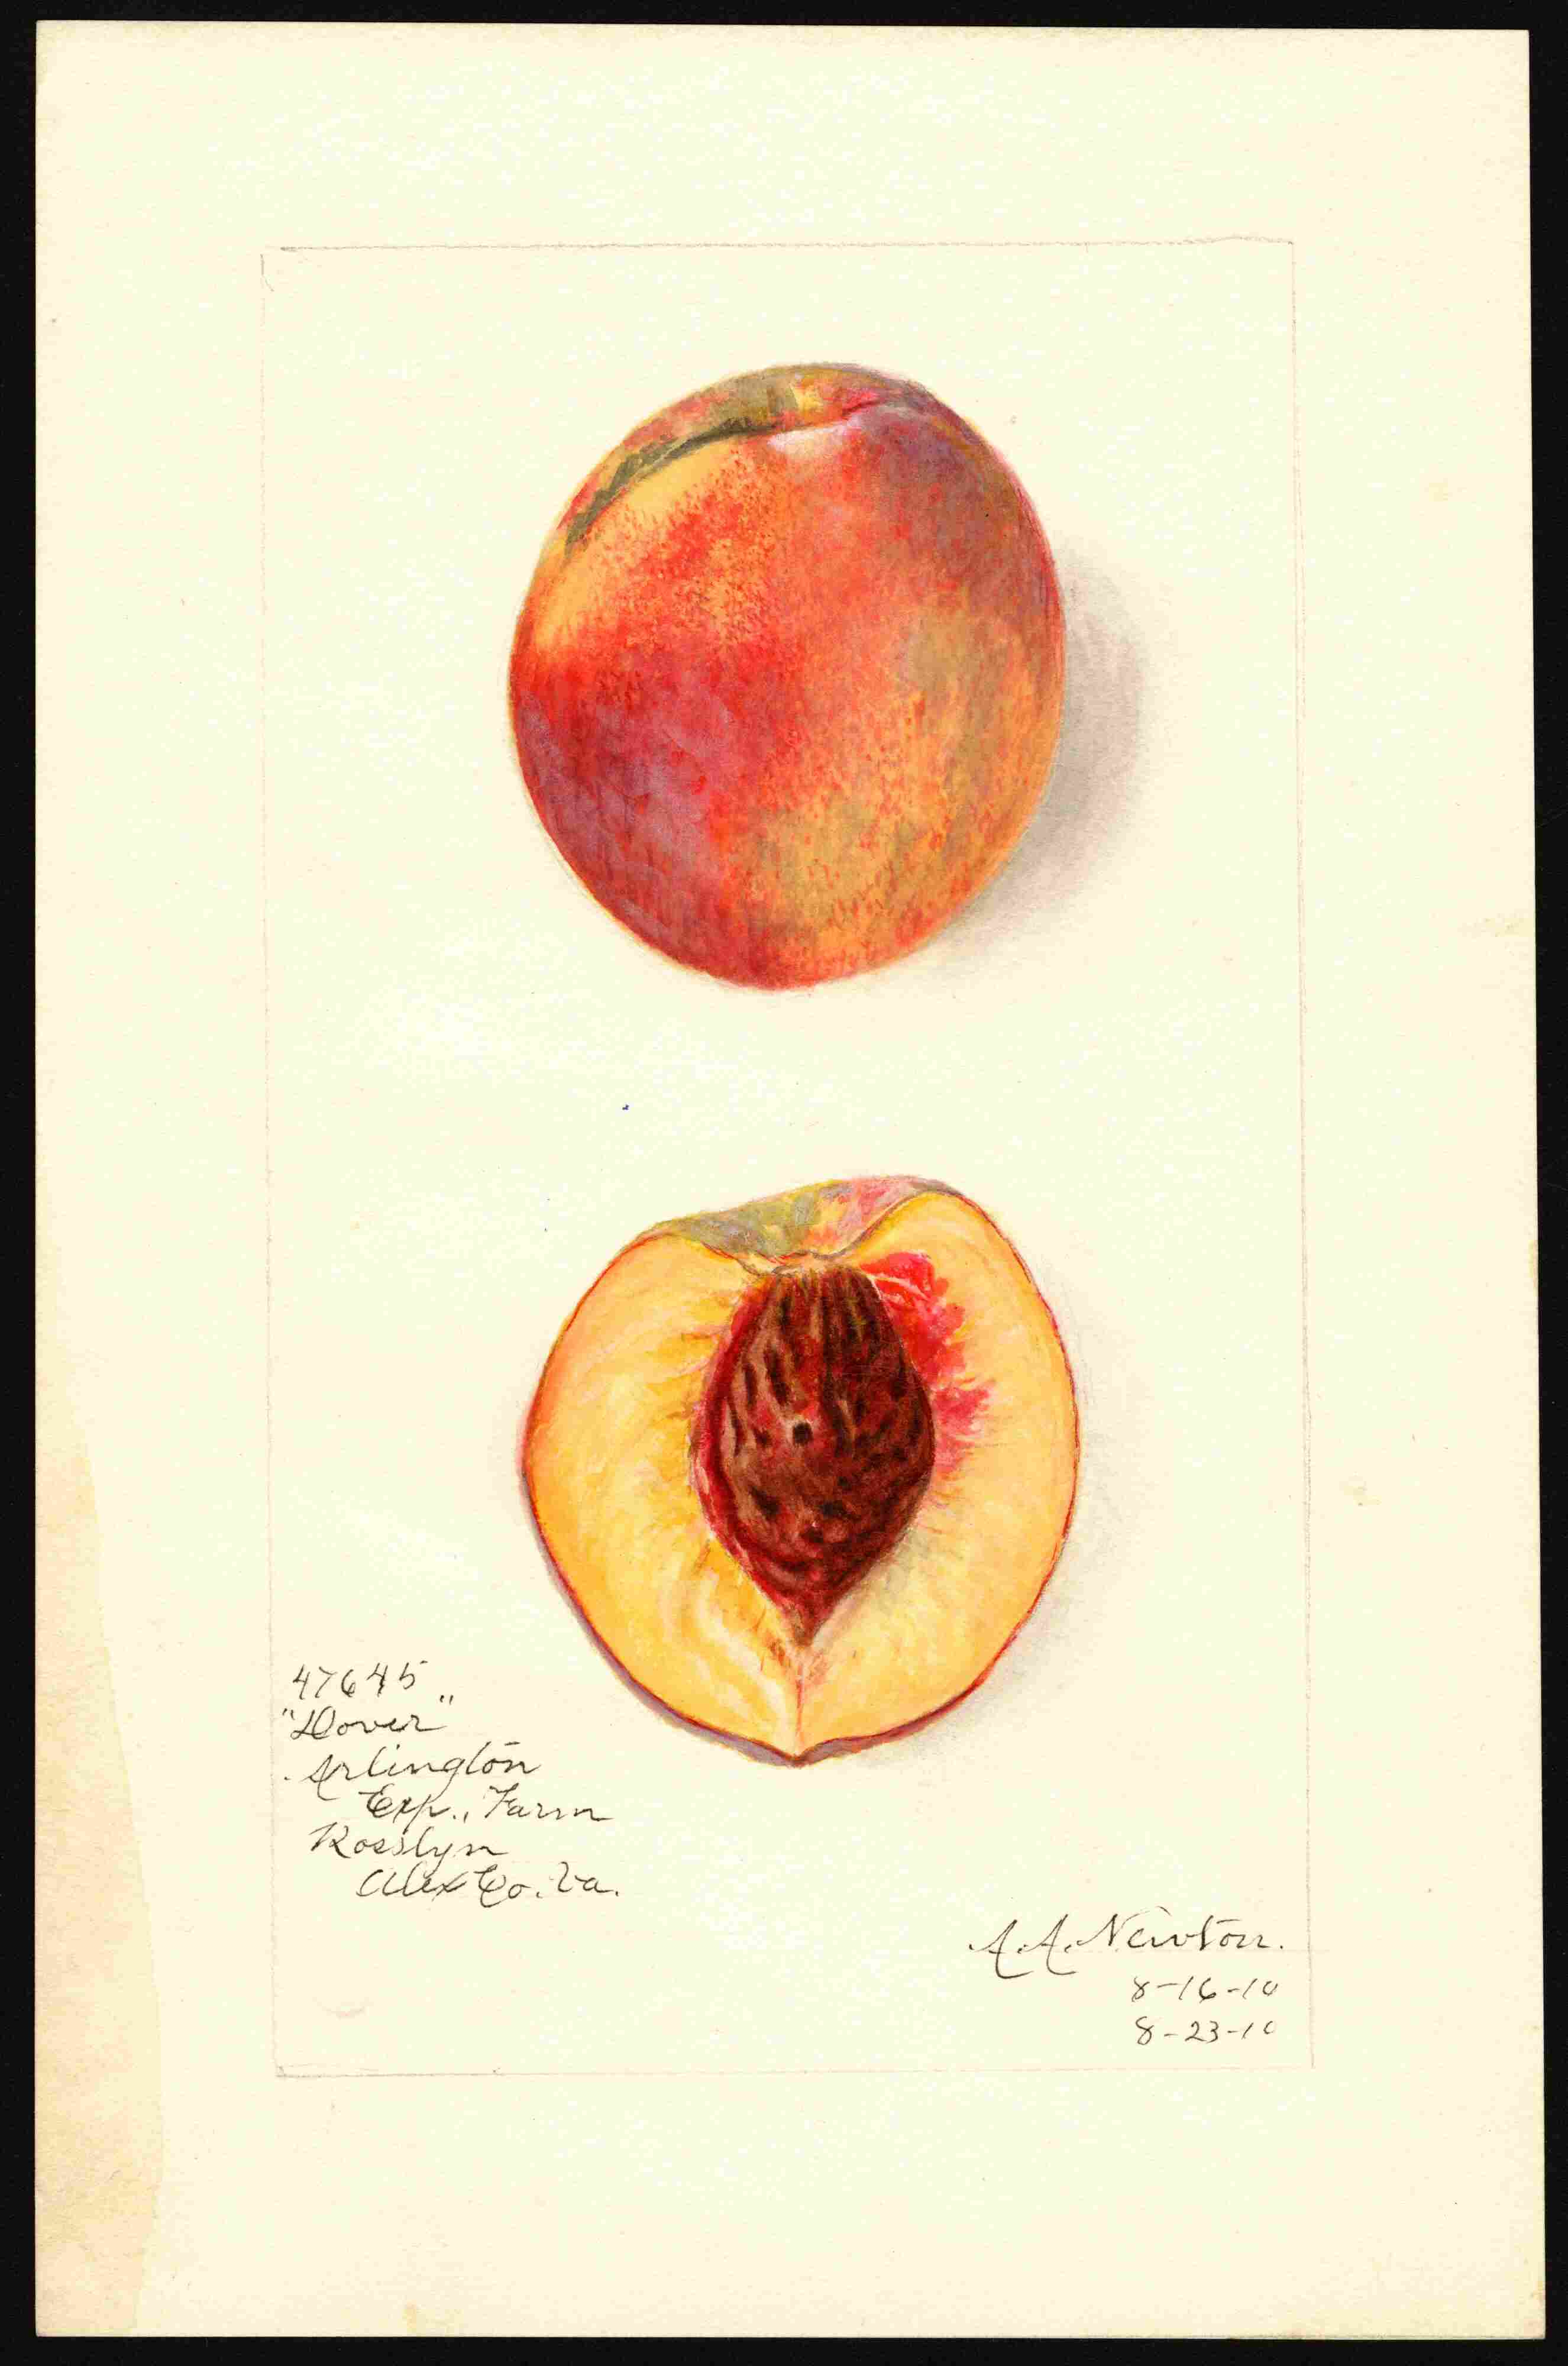 47645
"Dover"
Arlington
Exp., Farm
Rosslyn
Alex Co. Va.
A. A. Newton.
8-16-10
8-23-10